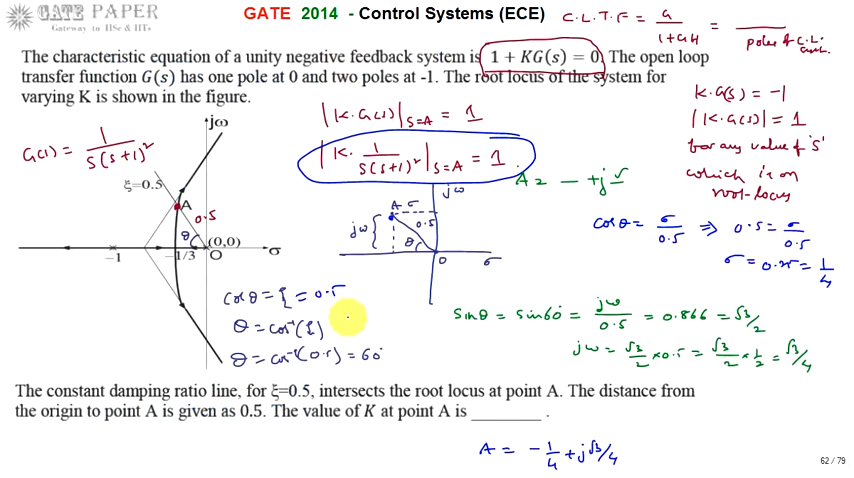 GATE PAPER
Gateway to IISc & IITs
GATE 2014 - Control Systems (ECE)
C.L.T.F = G / 1+GH = ———
poles of C.L.
The characteristic equation of a unity negative feedback system is 1 + KG(s) = 0. The open loop
transfer function G(s) has one pole at 0 and two poles at -1. The root locus of the system for
varying K is shown in the figure.
G(s) = 1 / s(s+1)²
|K.G(s)| s=A = 1
|K. 1 / s(s+1)²| s=A = 1
K.G(s) = -1
|K.G(s)| = 1
for any value of 's'
which is on
root-locus
jω
ξ=0.5
A
0.5
θ
(0,0)
σ
-1
-1/3
O
A = — +j
jω
A σ
0.5
jω
θ
0
σ
cosθ = σ / 0.5 ⇒ 0.5 = σ / 0.5
σ = 0.25 = 1/4
cosθ = ξ = 0.5
θ = cos⁻¹(ξ)
θ = cos⁻¹(0.5) = 60°
sinθ = sin60° = jω / 0.5 = 0.866 = √3/2
jω = √3/2 × 0.5 = √3/2 × 1/2 = √3/4
The constant damping ratio line, for ξ=0.5, intersects the root locus at point A. The distance from
the origin to point A is given as 0.5. The value of K at point A is ________ .
A = -1/4 + j√3/4
62 / 79